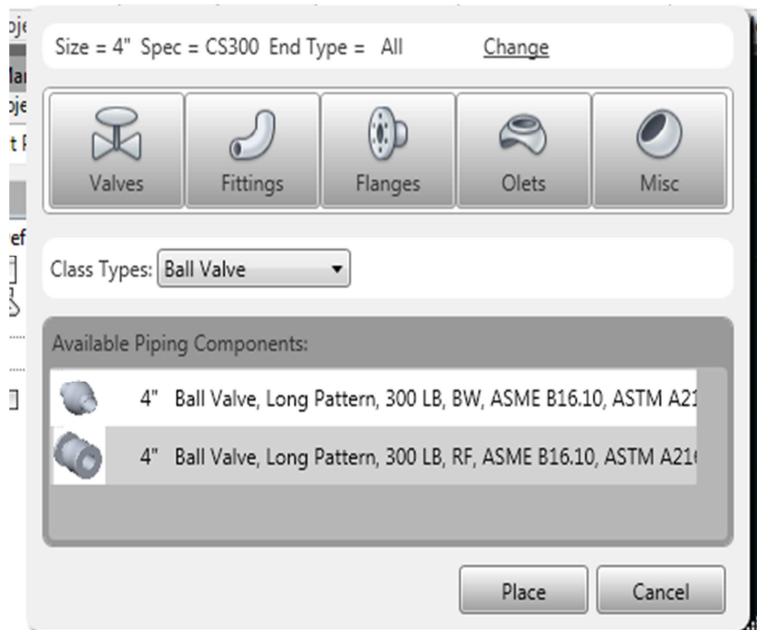 Size = 4" Spec = CS300 End Type = All Change
Valves Fittings Flanges Olets Misc
Class Types: Ball Valve
Available Piping Components:
4" Ball Valve, Long Pattern, 300 LB, BW, ASME B16.10, ASTM A21
4" Ball Valve, Long Pattern, 300 LB, RF, ASME B16.10, ASTM A216
Place Cancel